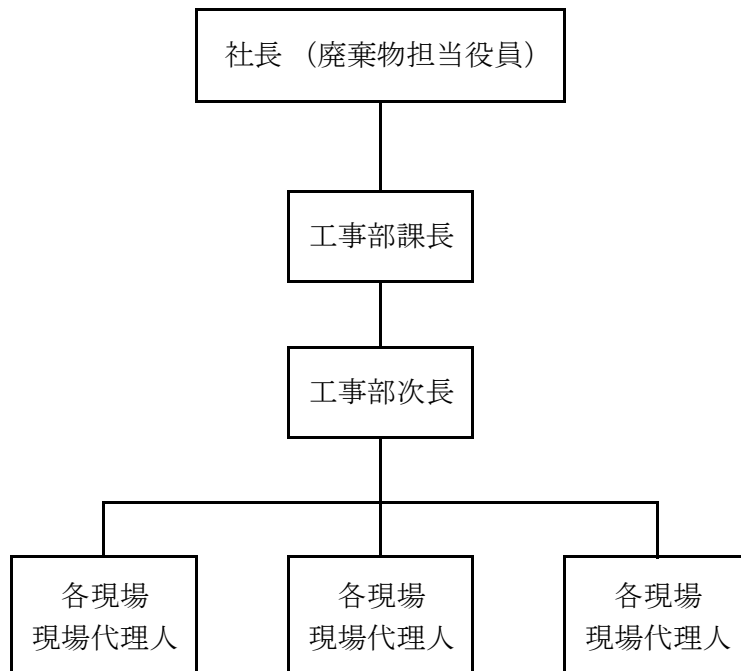 社長 （廃棄物担当役員）
工事部課長
工事部次長
各現場
現場代理人
各現場
現場代理人
各現場
現場代理人